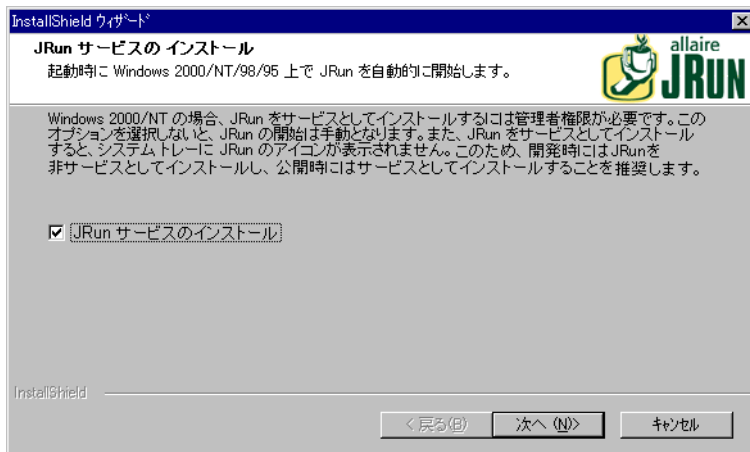 InstallShield ウィザード
JRun サービスの インストール
起動時に Windows 2000/NT/98/95 上で JRun を自動的に開始します。
allaire
JRUN
Windows 2000/NT の場合、JRun をサービスとしてインストールするには管理者権限が必要です。この
オプションを選択しないと、JRun の開始は手動となります。また、JRun をサービスとしてインストール
すると、システムトレーに JRun のアイコンが表示されません。このため、開発時にはJRunを
非サービスとしてインストールし、公開時にはサービスとしてインストールすることを推奨します。
JRun サービスのインストール
InstallShield
< 戻る(B)
次へ (N)>
キャンセル